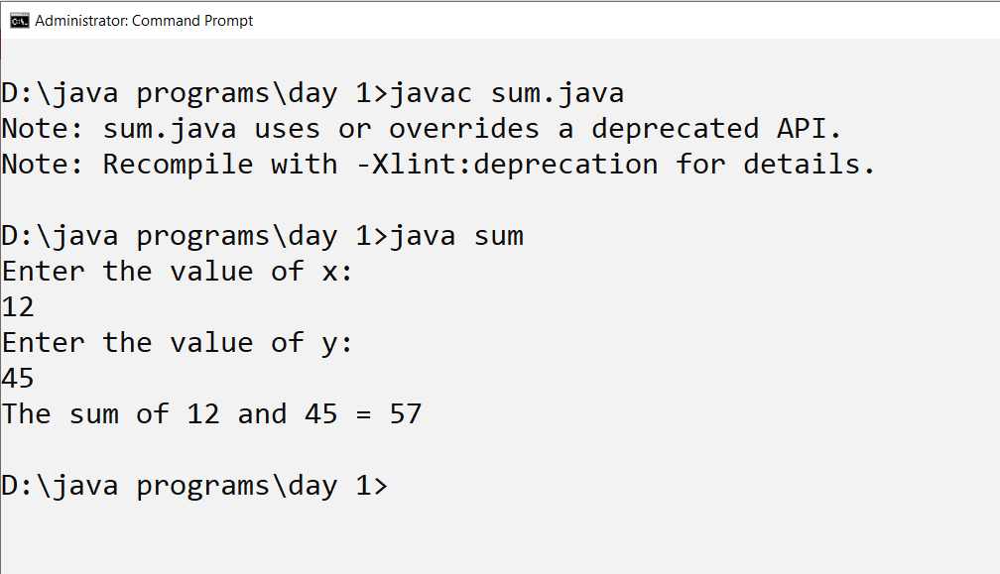 Administrator: Command Prompt
D:\java programs\day 1>javac sum.java
Note: sum.java uses or overrides a deprecated API.
Note: Recompile with -Xlint:deprecation for details.
D:\java programs\day 1>java sum
Enter the value of x:
12
Enter the value of y:
45
The sum of 12 and 45 = 57
D:\java programs\day 1>